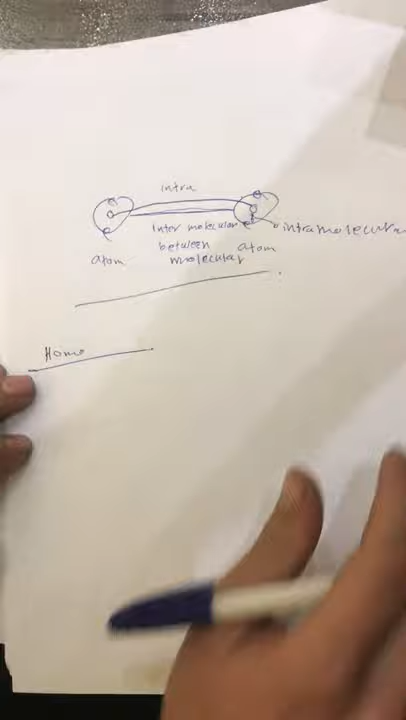 intra
Inter molecular
intramolecular
between
atom
atom
molecular
Home